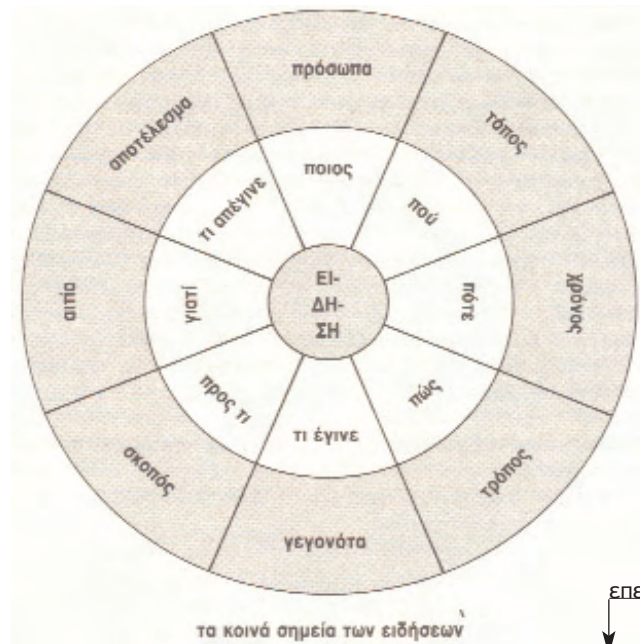 πρόσωπα
τόπος
χρόνος
τρόπος
γεγονότα
σκοπός
αιτία
αποτέλεσμα
ποιος
πού
πότε
πώς
τι έγινε
προς τι
γιατί
τι απέγινε
ΕΙ-
ΔΗ-
ΣΗ
τα κοινά σημεία των ειδήσεων
επε